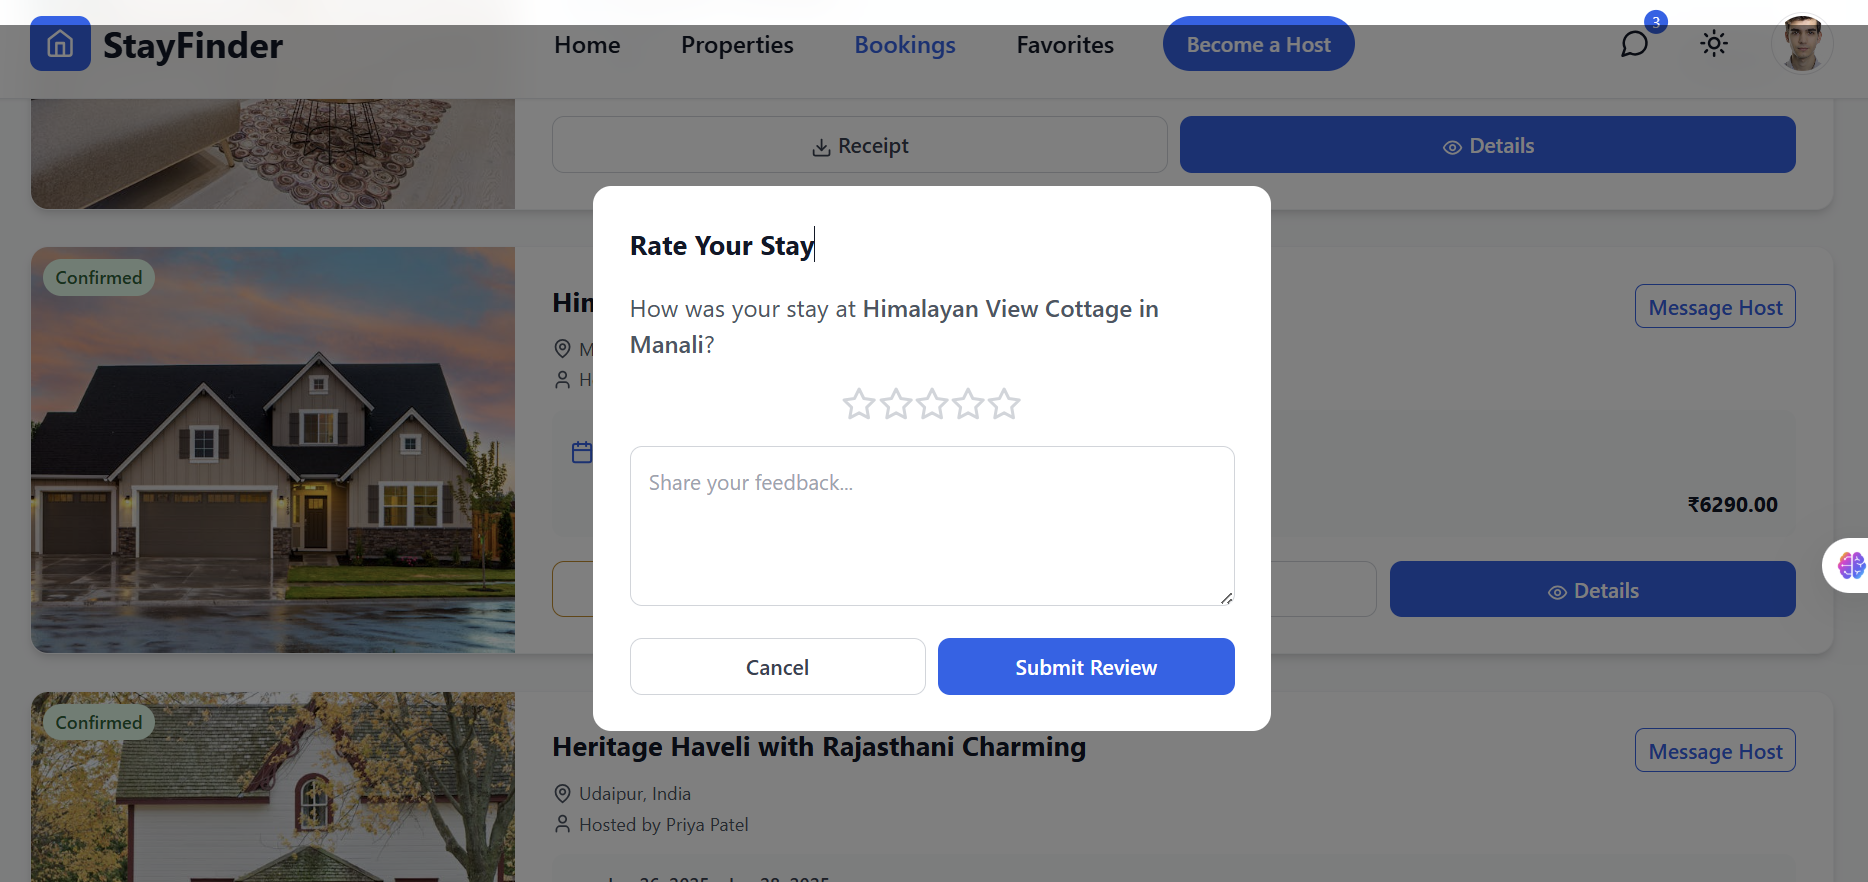 StayFinder
Home
Properties
Bookings
Favorites
Become a Host
3
Receipt
Details
Rate Your Stay
How was your stay at Himalayan View Cottage in
Manali?
Share your feedback...
Cancel
Submit Review
Confirmed
Message Host
₹6290.00
Details
Confirmed
Heritage Haveli with Rajasthani Charming
Message Host
Udaipur, India
Hosted by Priya Patel